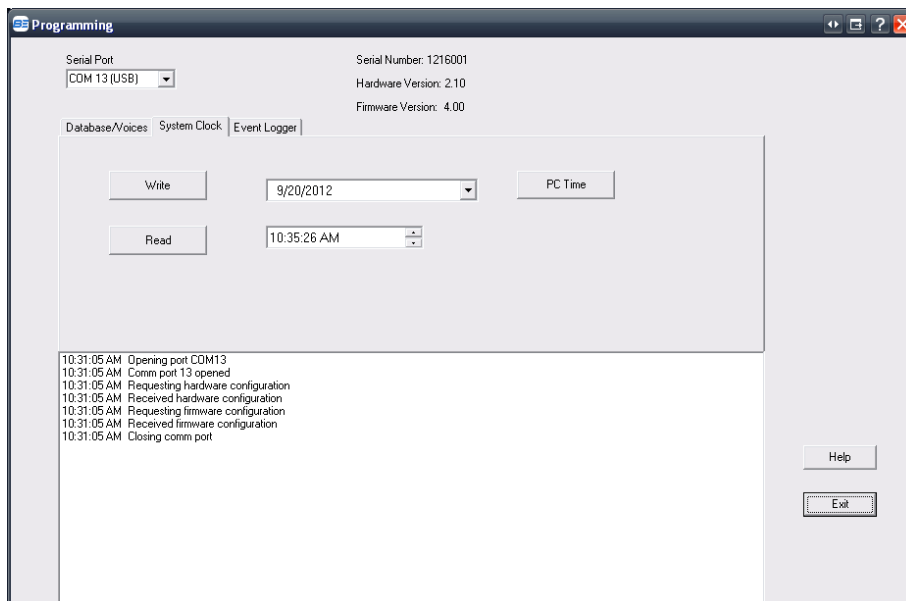 Programming
Serial Port
COM 13 (USB)
Serial Number: 1216001
Hardware Version: 2.10
Firmware Version: 4.00
Database/Voices System Clock Event Logger
Write 9/20/2012 PC Time
Read 10:35:26 AM
10:31:05 AM Opening port COM13
10:31:05 AM Comm port 13 opened
10:31:05 AM Requesting hardware configuration
10:31:05 AM Received hardware configuration
10:31:05 AM Requesting firmware configuration
10:31:05 AM Received firmware configuration
10:31:05 AM Closing comm port
Help
Exit